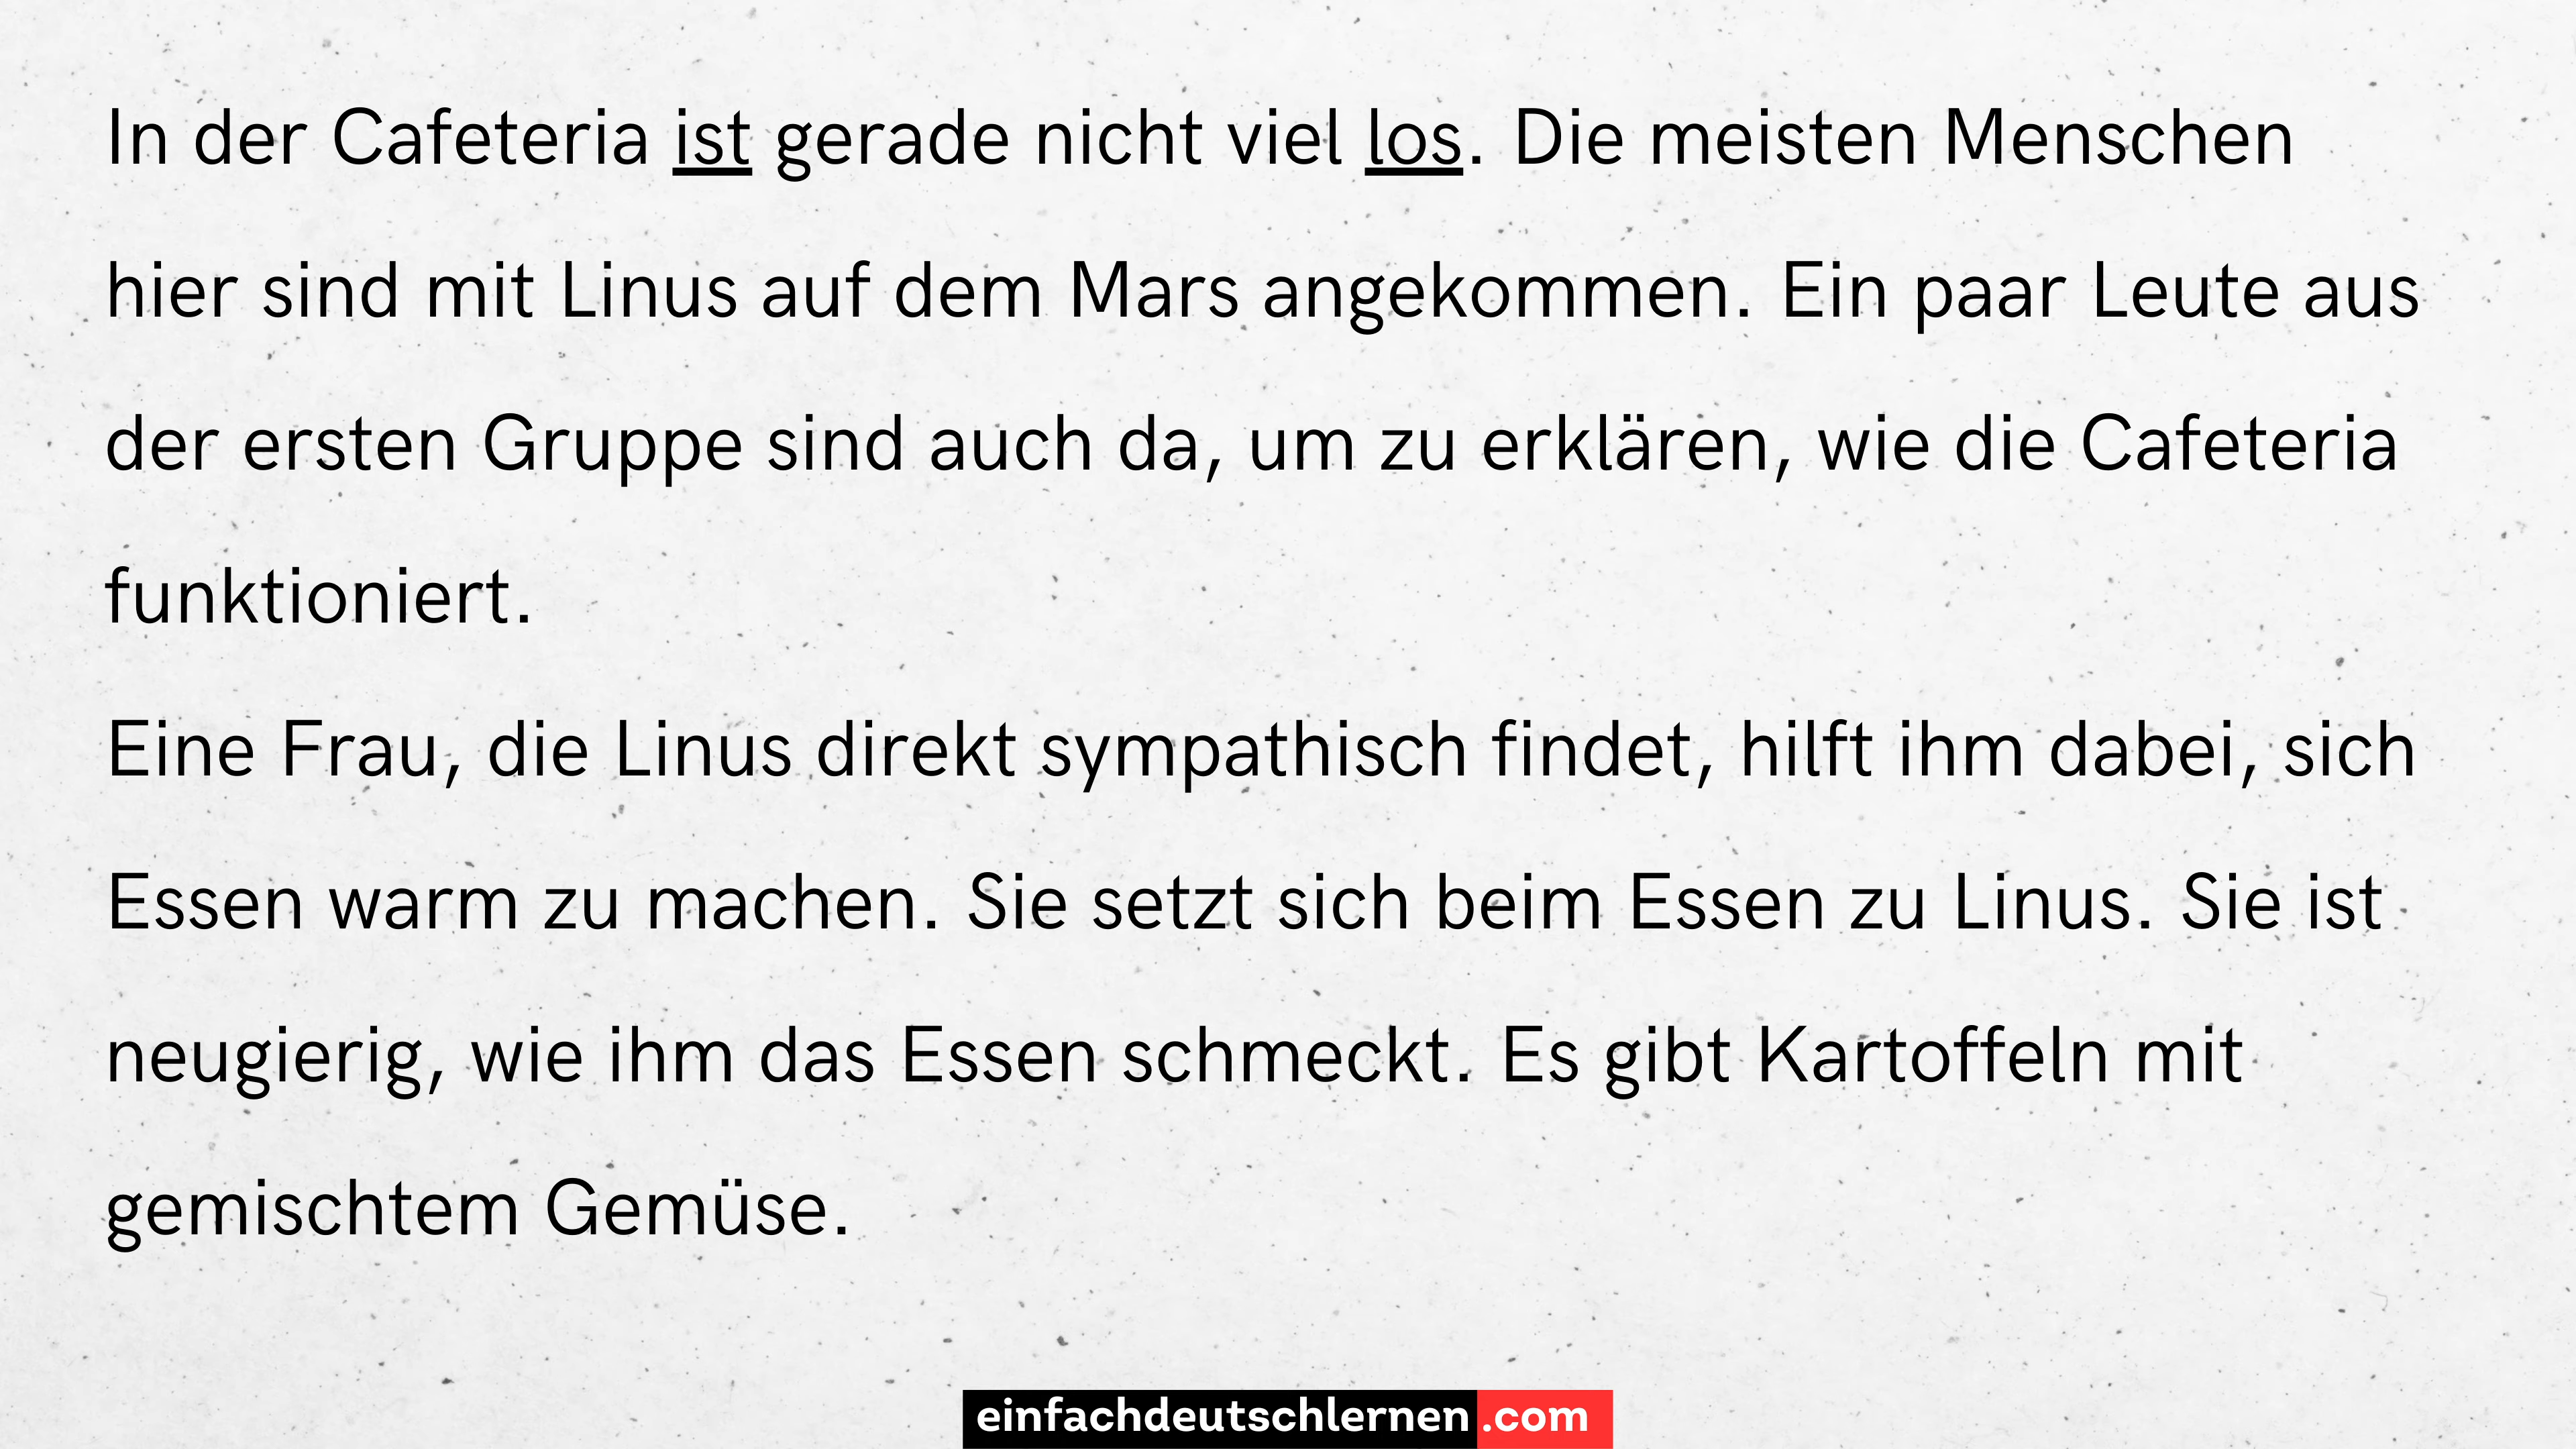 In der Cafeteria ist gerade nicht viel los. Die meisten Menschen
hier sind mit Linus auf dem Mars angekommen. Ein paar Leute aus
der ersten Gruppe sind auch da, um zu erklären, wie die Cafeteria
funktioniert.
Eine Frau, die Linus direkt sympathisch findet, hilft ihm dabei, sich
Essen warm zu machen. Sie setzt sich beim Essen zu Linus. Sie ist
neugierig, wie ihm das Essen schmeckt. Es gibt Kartoffeln mit
gemischtem Gemüse.
einfachdeutschlernen.com